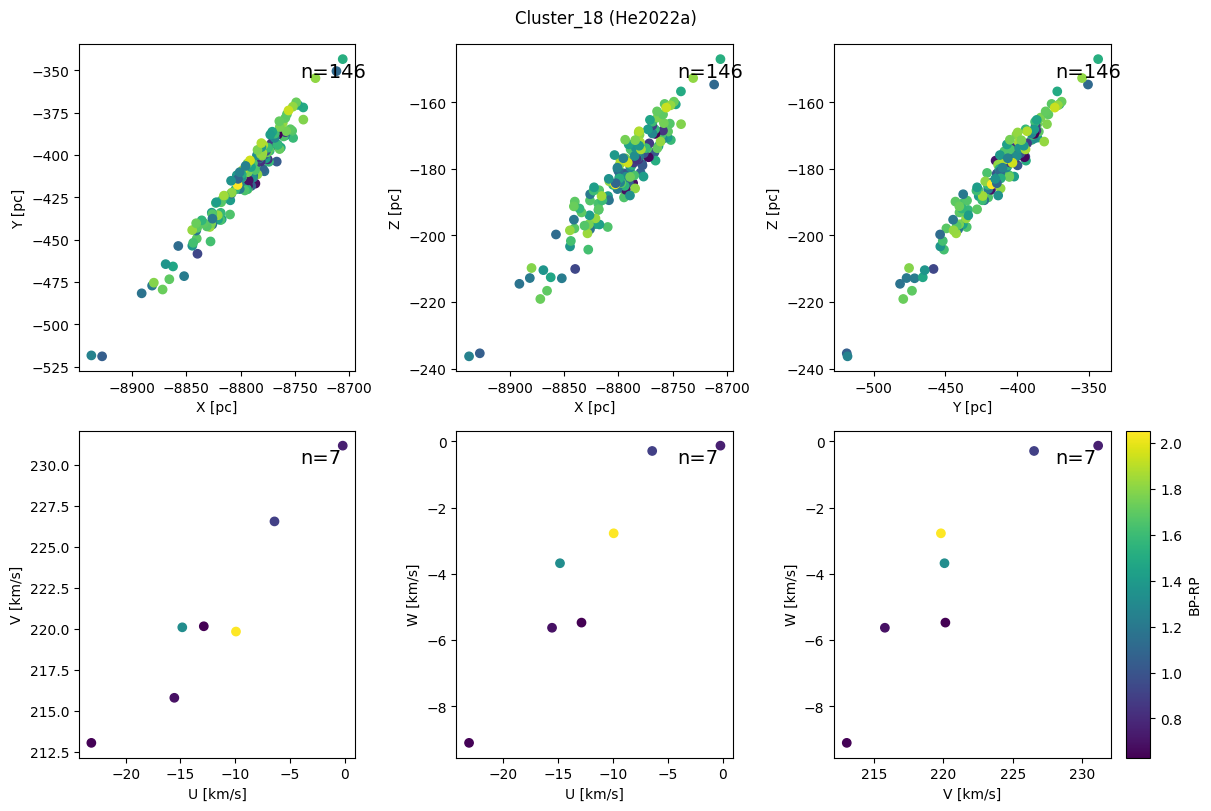 Cluster_18 (He2022a)
n=146
n=146
n=146
−350
−375
−400
−425
−450
−475
−500
−525
Y [pc]
−8900 −8850 −8800 −8750 −8700
X [pc]
−160
−180
−200
−220
−240
Z [pc]
−8900 −8850 −8800 −8750 −8700
X [pc]
−160
−180
−200
−220
−240
Z [pc]
−500 −450 −400 −350
Y [pc]
n=7
n=7
n=7
230.0
227.5
225.0
222.5
220.0
217.5
215.0
212.5
V [km/s]
−20 −15 −10 −5 0
U [km/s]
0
−2
−4
−6
−8
W [km/s]
−20 −15 −10 −5 0
U [km/s]
0
−2
−4
−6
−8
W [km/s]
215 220 225 230
V [km/s]
2.0
1.8
1.6
1.4
1.2
1.0
0.8
BP-RP